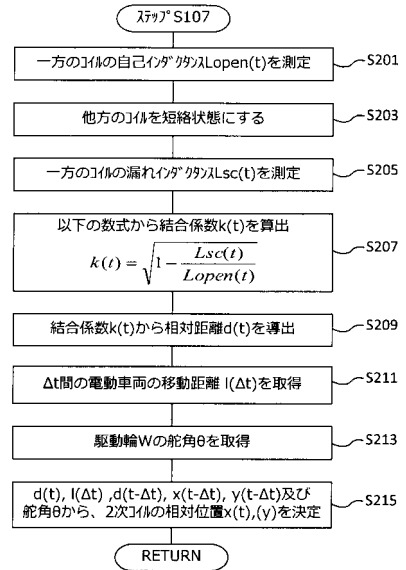 ステップS107
一方のコイルの自己インダクタンスLopen(t)を測定
S201
他方のコイルを短絡状態にする
S203
一方のコイルの漏れインダクタンスLsc(t)を測定
S205
以下の数式から結合係数k(t)を算出
k(t) = √(1 - Lsc(t)/Lopen(t))
S207
結合係数k(t)から相対距離d(t)を導出
S209
Δt間の電動車両の移動距離 l(Δt)を取得
S211
駆動輪Wの舵角θを取得
S213
d(t), l(Δt) ,d(t-Δt), x(t-Δt), y(t-Δt)及び
舵角θから、2次コイルの相対位置x(t),(y)を決定
S215
RETURN